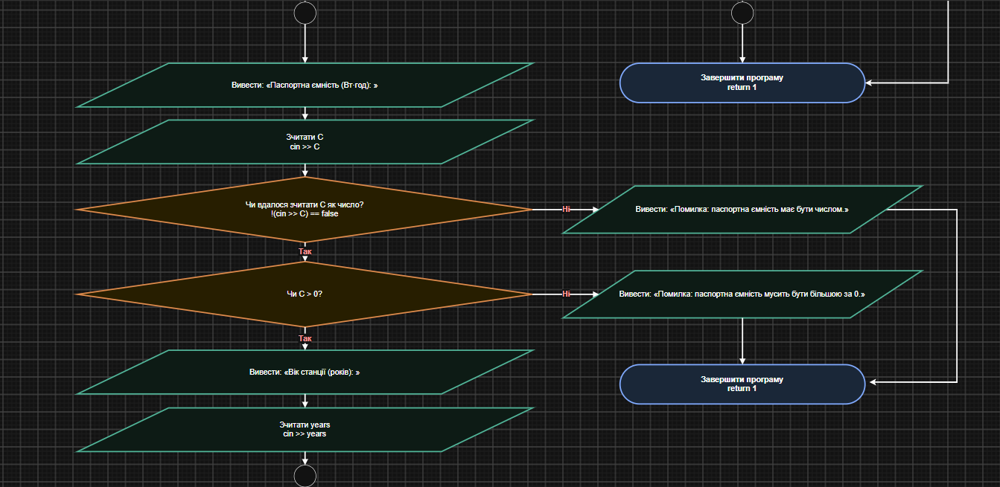 Вивести: «Паспортна ємність (Вт·год): »
Завершити програму
return 1
Зчитати C
cin >> C
Чи вдалося зчитати C як число?
!(cin >> C) == false
Ні
Вивести: «Помилка: паспортна ємність має бути числом.»
Так
Чи C > 0?
Ні
Вивести: «Помилка: паспортна ємність мусить бути більшою за 0.»
Так
Вивести: «Вік станції (років): »
Завершити програму
return 1
Зчитати years
cin >> years